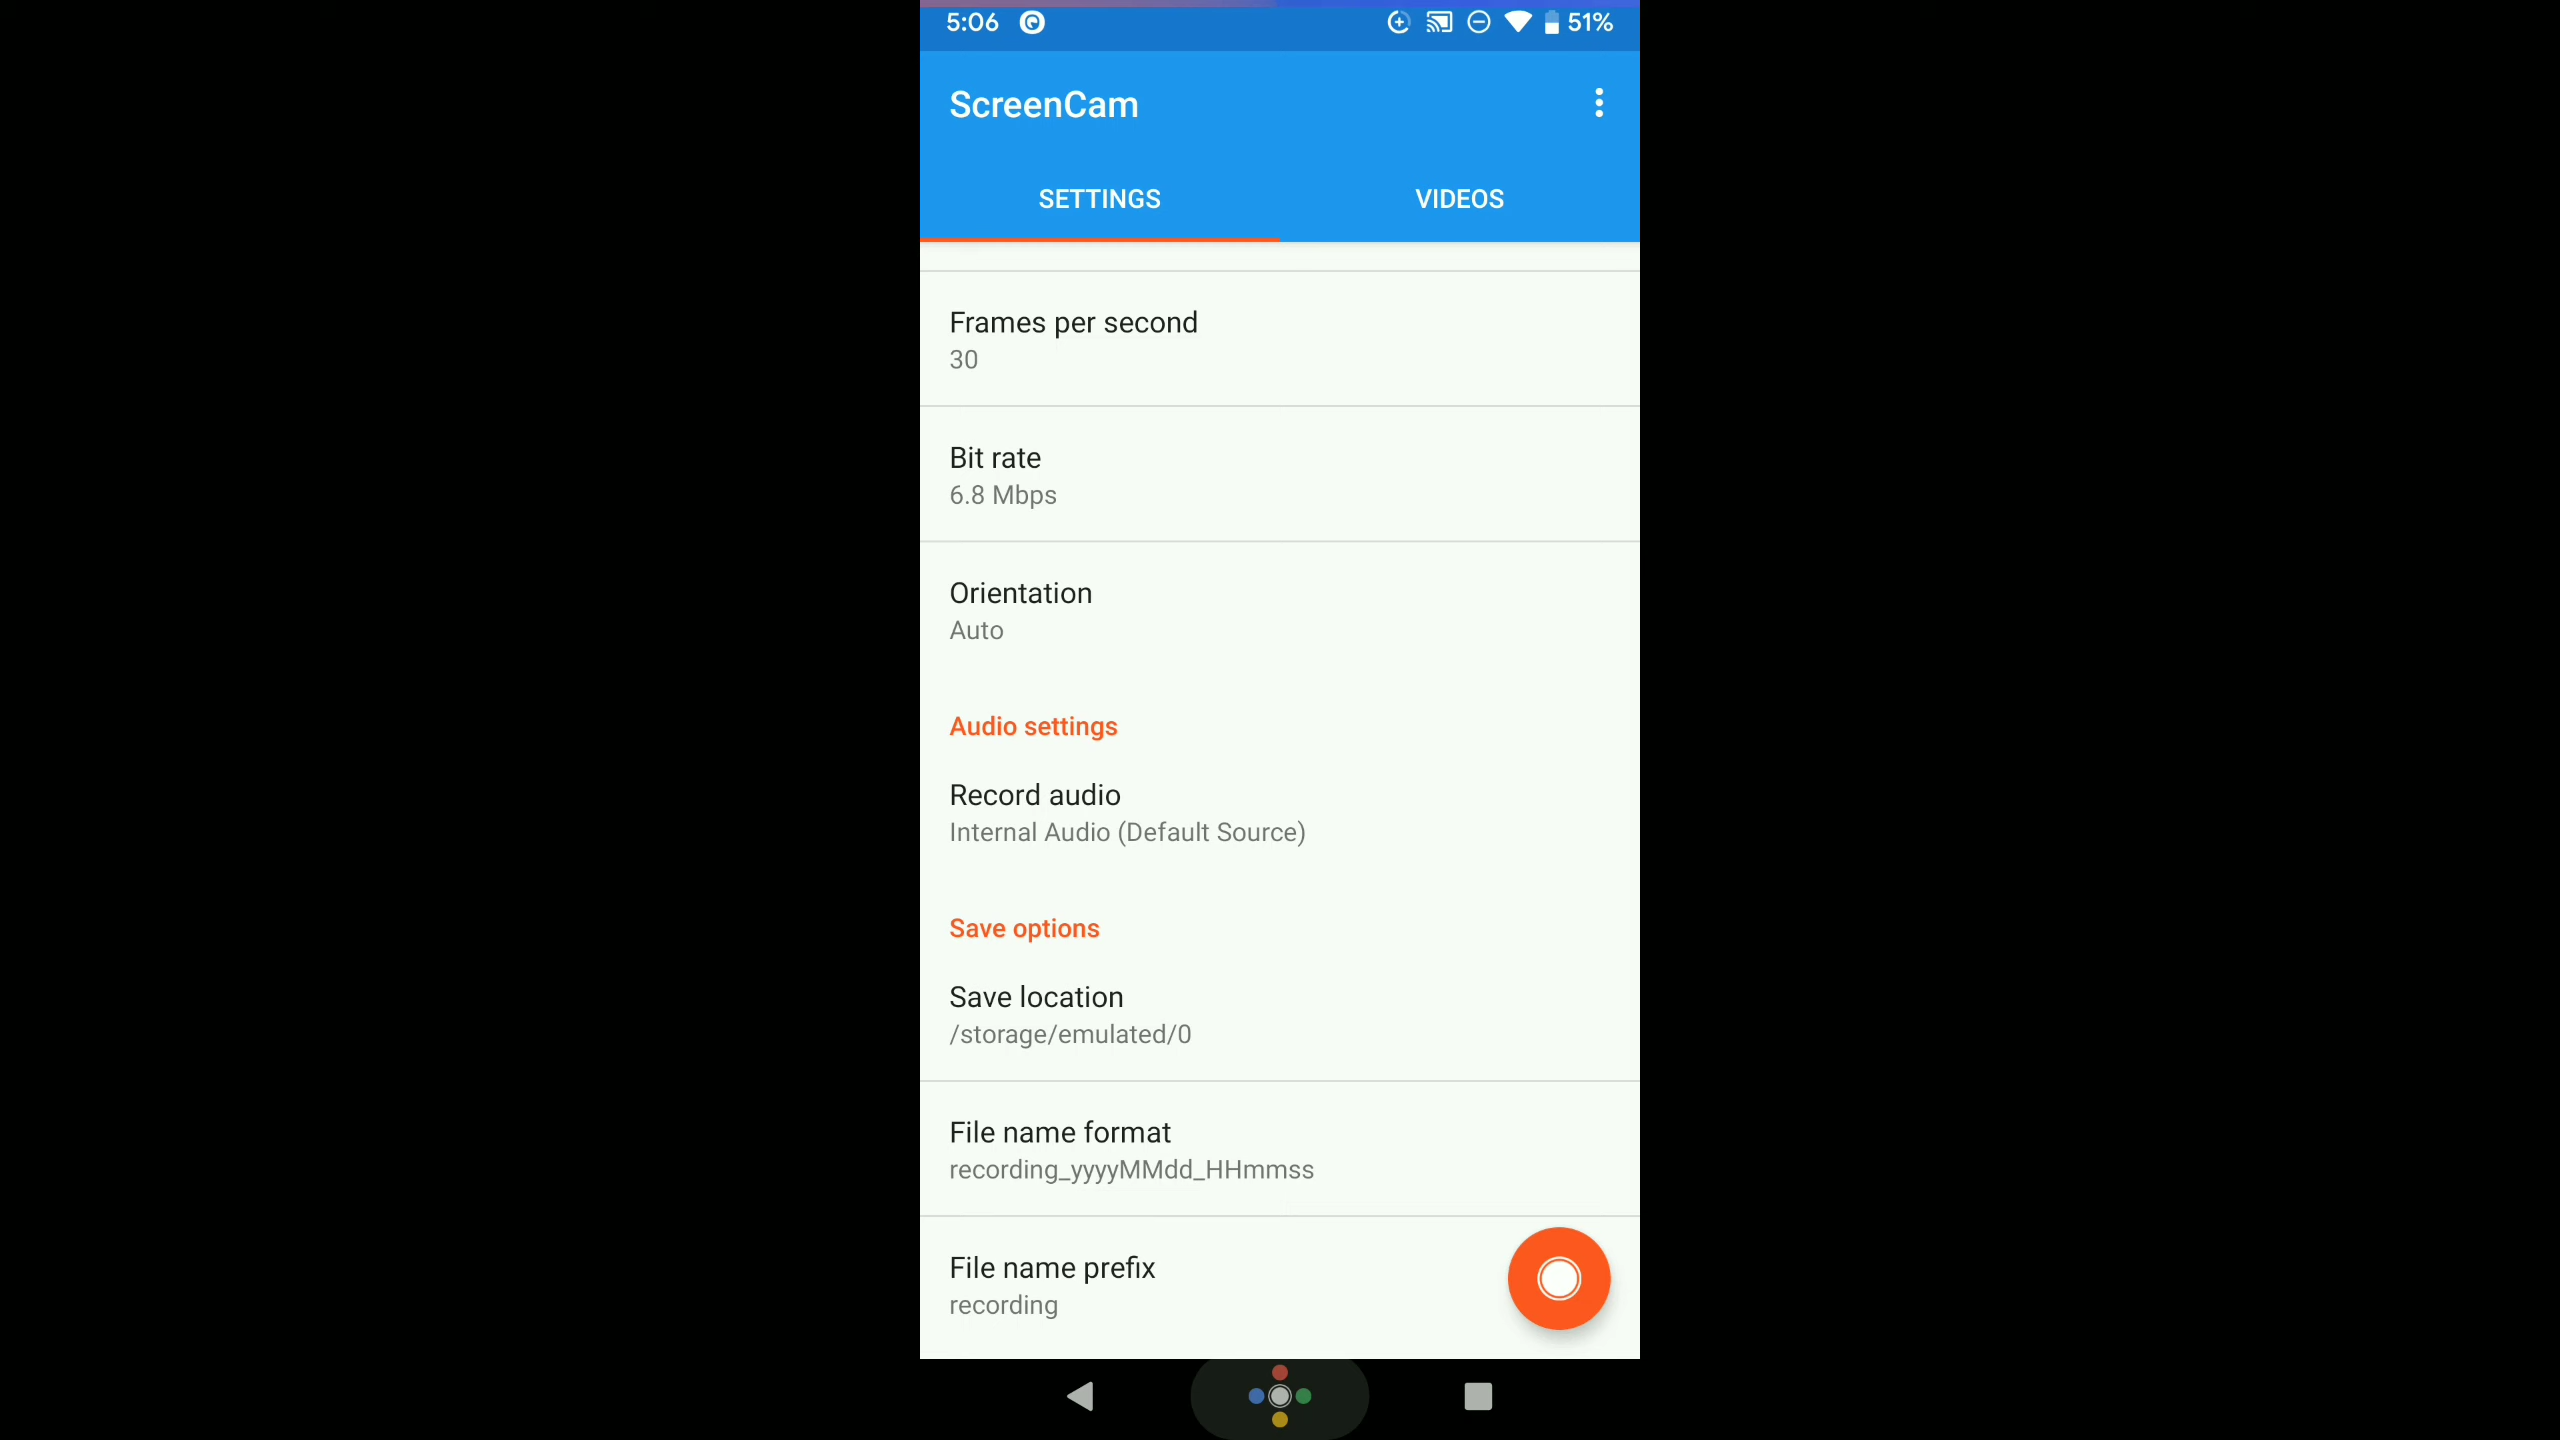 5:06
51%
ScreenCam
SETTINGS
VIDEOS
Frames per second
30
Bit rate
6.8 Mbps
Orientation
Auto
Audio settings
Record audio
Internal Audio (Default Source)
Save options
Save location
/storage/emulated/0
File name format
recording_yyyyMMdd_HHmmss
File name prefix
recording